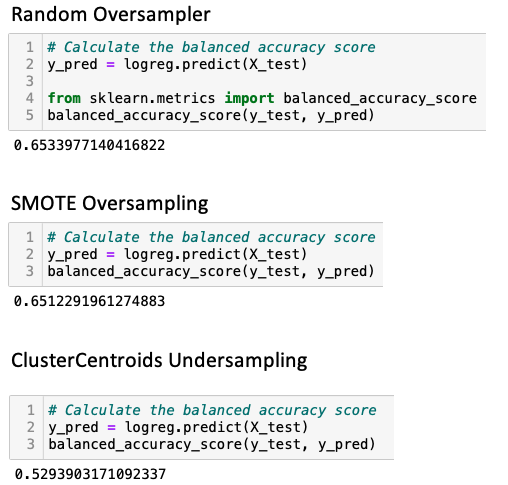 Random Oversampler
1 # Calculate the balanced accuracy score
2 y_pred = logreg.predict(X_test)
3
4 from sklearn.metrics import balanced_accuracy_score
5 balanced_accuracy_score(y_test, y_pred)
0.6533977140416822
SMOTE Oversampling
1 # Calculate the balanced accuracy score
2 y_pred = logreg.predict(X_test)
3 balanced_accuracy_score(y_test, y_pred)
0.6512291961274883
ClusterCentroids Undersampling
1 # Calculate the balanced accuracy score
2 y_pred = logreg.predict(X_test)
3 balanced_accuracy_score(y_test, y_pred)
0.5293903171092337